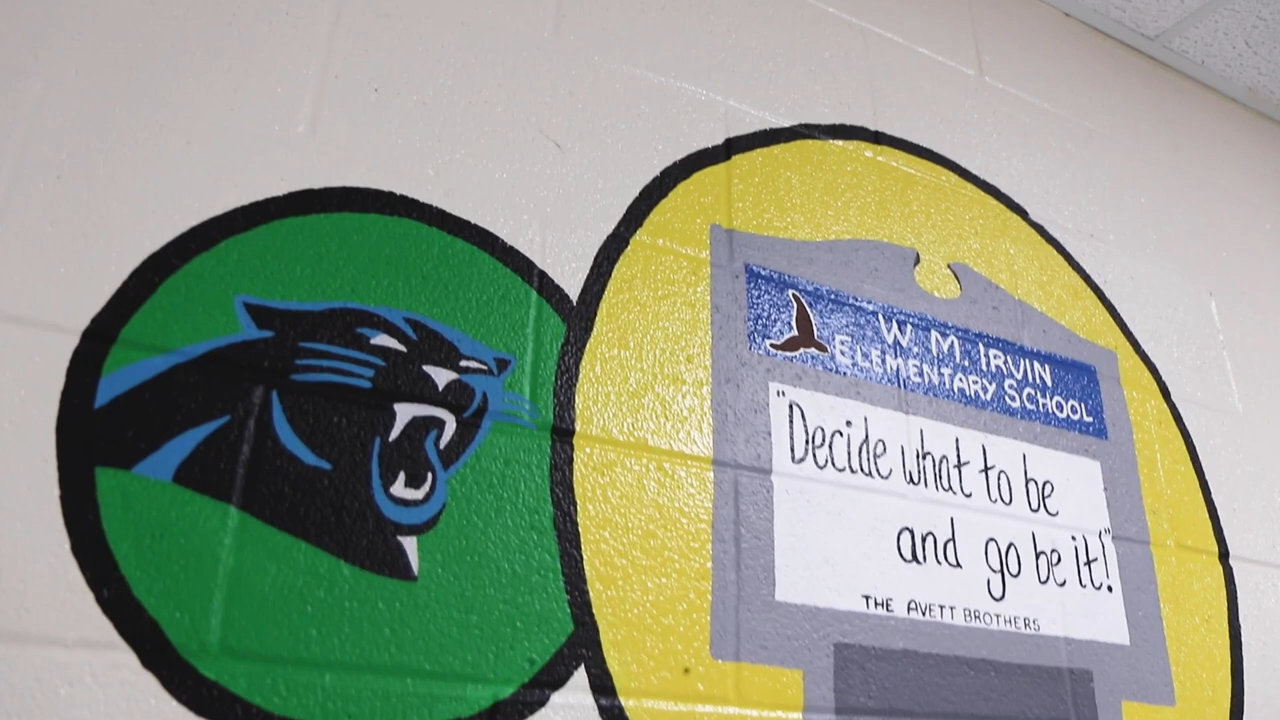 W. M. IRVIN
ELEMENTARY SCHOOL
"Decide what to be
and go be it!"
THE AVETT BROTHERS